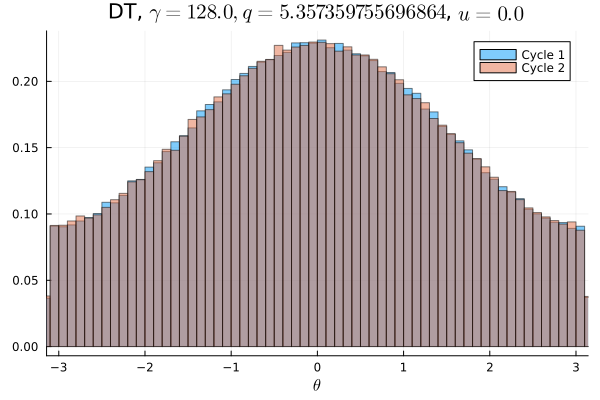 DT, γ = 128.0, q = 5.357359755696864, u = 0.0
Cycle 1
Cycle 2
0.20
0.15
0.10
0.05
0.00
−3 −2 −1 0 1 2 3
θ